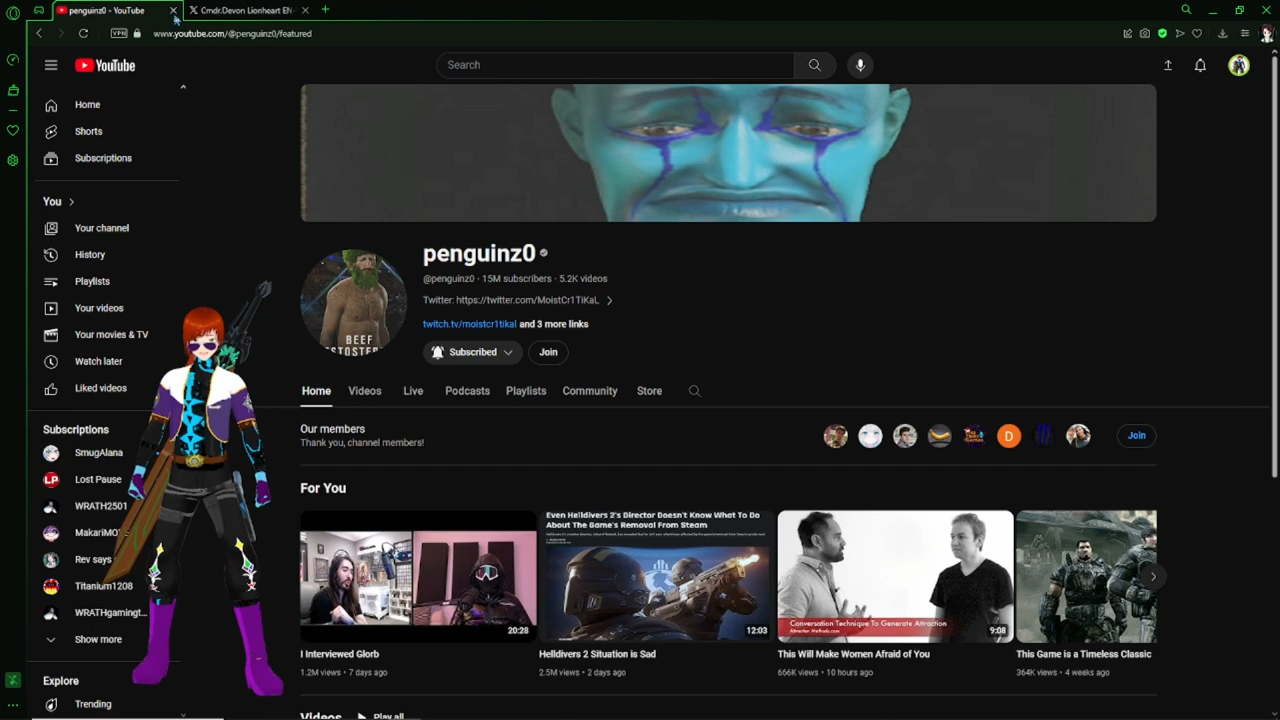 penguinz0 - YouTube
Cmdr.Devon Lionheart EN
VPN
www.youtube.com/@penguinz0/featured
YouTube
Search
Home
Shorts
Subscriptions
You
Your channel
History
Playlists
Your videos
Your movies & TV
Watch later
Liked videos
Subscriptions
SmugAlana
LP
Lost Pause
WRATH2501
MakariMO
Rev says
Titanium1208
WRATHgamingt...
Show more
Explore
Trending
BEEF
penguinz0
@penguinz0 · 15M subscribers · 5.2K videos
Twitter: https://twitter.com/MoistCr1TiKaL
twitch.tv/moistcr1tikal and 3 more links
Subscribed
Join
Home
Videos
Live
Podcasts
Playlists
Community
Store
Our members
Thank you, channel members!
D
Join
For You
20:28
I Interviewed Glorb
1.2M views • 7 days ago
Even Helldivers 2's Director Doesn't Know What To Do
About The Game's Removal From Steam
12:03
Helldivers 2 Situation is Sad
2.5M views • 2 days ago
Conversation Technique To Generate Attraction
9:08
This Will Make Women Afraid of You
666K views • 10 hours ago
This Game is a Timeless Classic
364K views • 4 weeks ago
Videos
Play all